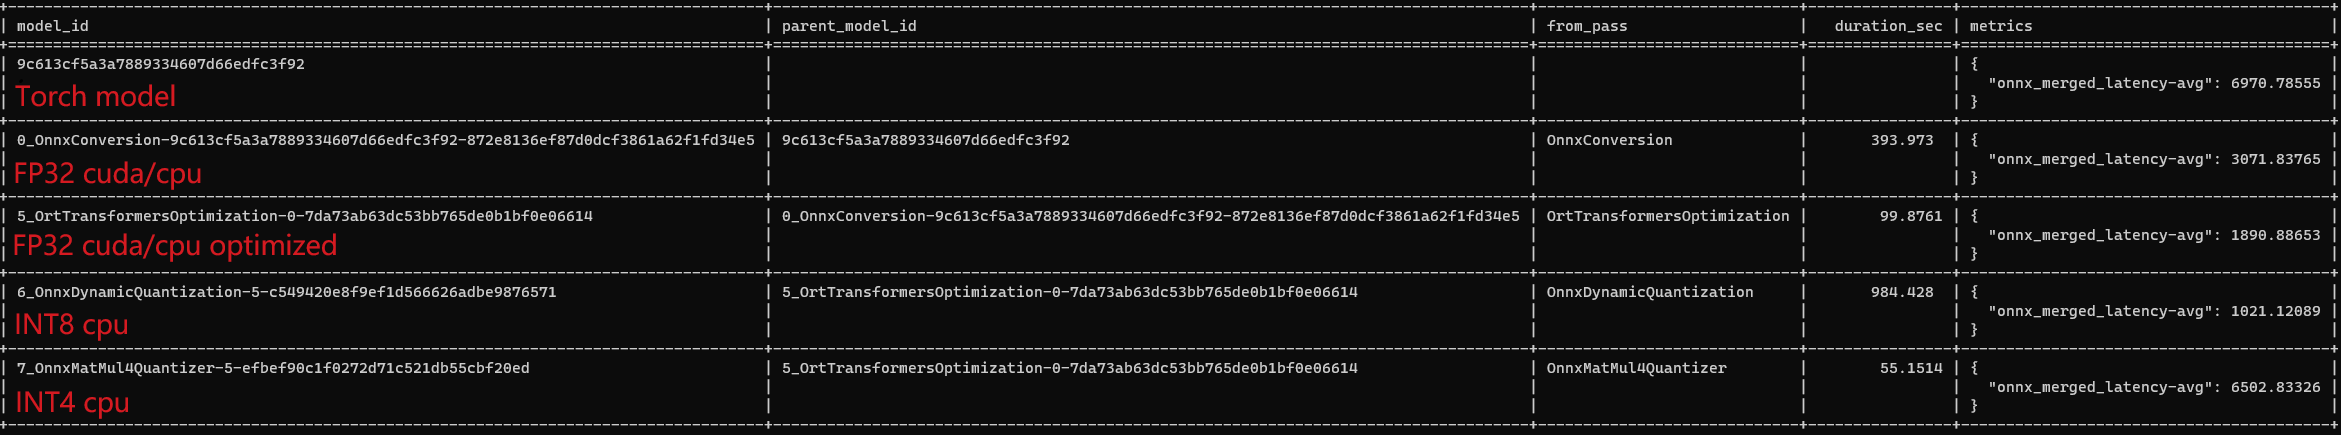 model_id | parent_model_id | from_pass | duration_sec | metrics
9c613cf5a3a7889334607d66edfc3f92 | | | | {
"onnx_merged_latency-avg": 6970.78555
Torch model
}
0_OnnxConversion-9c613cf5a3a7889334607d66edfc3f92-872e8136ef87d0dcf3861a62f1fd34e5 | 9c613cf5a3a7889334607d66edfc3f92 | OnnxConversion | 393.973 | {
"onnx_merged_latency-avg": 3071.83765
FP32 cuda/cpu
}
5_OrtTransformersOptimization-0-7da73ab63dc53bb765de0b1bf0e06614 | 0_OnnxConversion-9c613cf5a3a7889334607d66edfc3f92-872e8136ef87d0dcf3861a62f1fd34e5 | OrtTransformersOptimization | 99.8761 | {
"onnx_merged_latency-avg": 1890.88653
FP32 cuda/cpu optimized
}
6_OnnxDynamicQuantization-5-c549420e8f9ef1d566626adbe9876571 | 5_OrtTransformersOptimization-0-7da73ab63dc53bb765de0b1bf0e06614 | OnnxDynamicQuantization | 984.428 | {
"onnx_merged_latency-avg": 1021.12089
INT8 cpu
}
7_OnnxMatMul4Quantizer-5-efbef90c1f0272d71c521db55cbf20ed | 5_OrtTransformersOptimization-0-7da73ab63dc53bb765de0b1bf0e06614 | OnnxMatMul4Quantizer | 55.1514 | {
"onnx_merged_latency-avg": 6502.83326
INT4 cpu
}